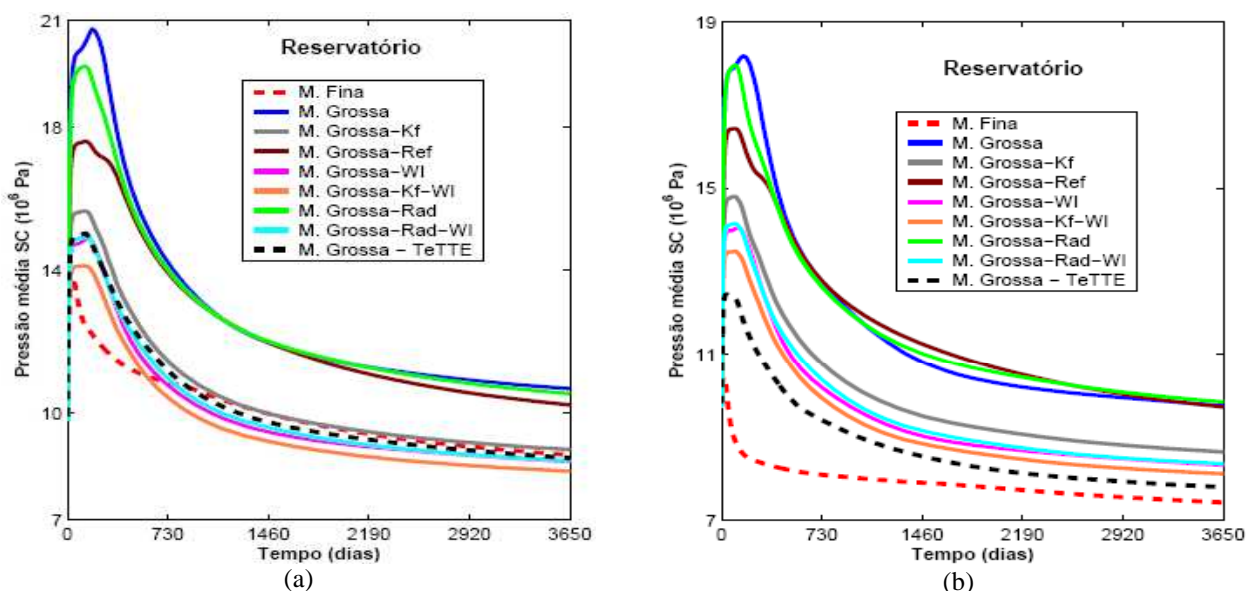 21
18
14
10
7
Pressão média SC (10⁶ Pa)
Reservatório
M. Fina
M. Grossa
M. Grossa-Kf
M. Grossa-Ref
M. Grossa-WI
M. Grossa-Kf-WI
M. Grossa-Rad
M. Grossa-Rad-WI
M. Grossa - TeTTE
0 730 1460 2190 2920 3650
Tempo (dias)
(a)
19
15
11
7
Pressão média SC (10⁶ Pa)
Reservatório
M. Fina
M. Grossa
M. Grossa-Kf
M. Grossa-Ref
M. Grossa-WI
M. Grossa-Kf-WI
M. Grossa-Rad
M. Grossa-Rad-WI
M. Grossa - TeTTE
0 730 1460 2190 2920 3650
Tempo (dias)
(b)